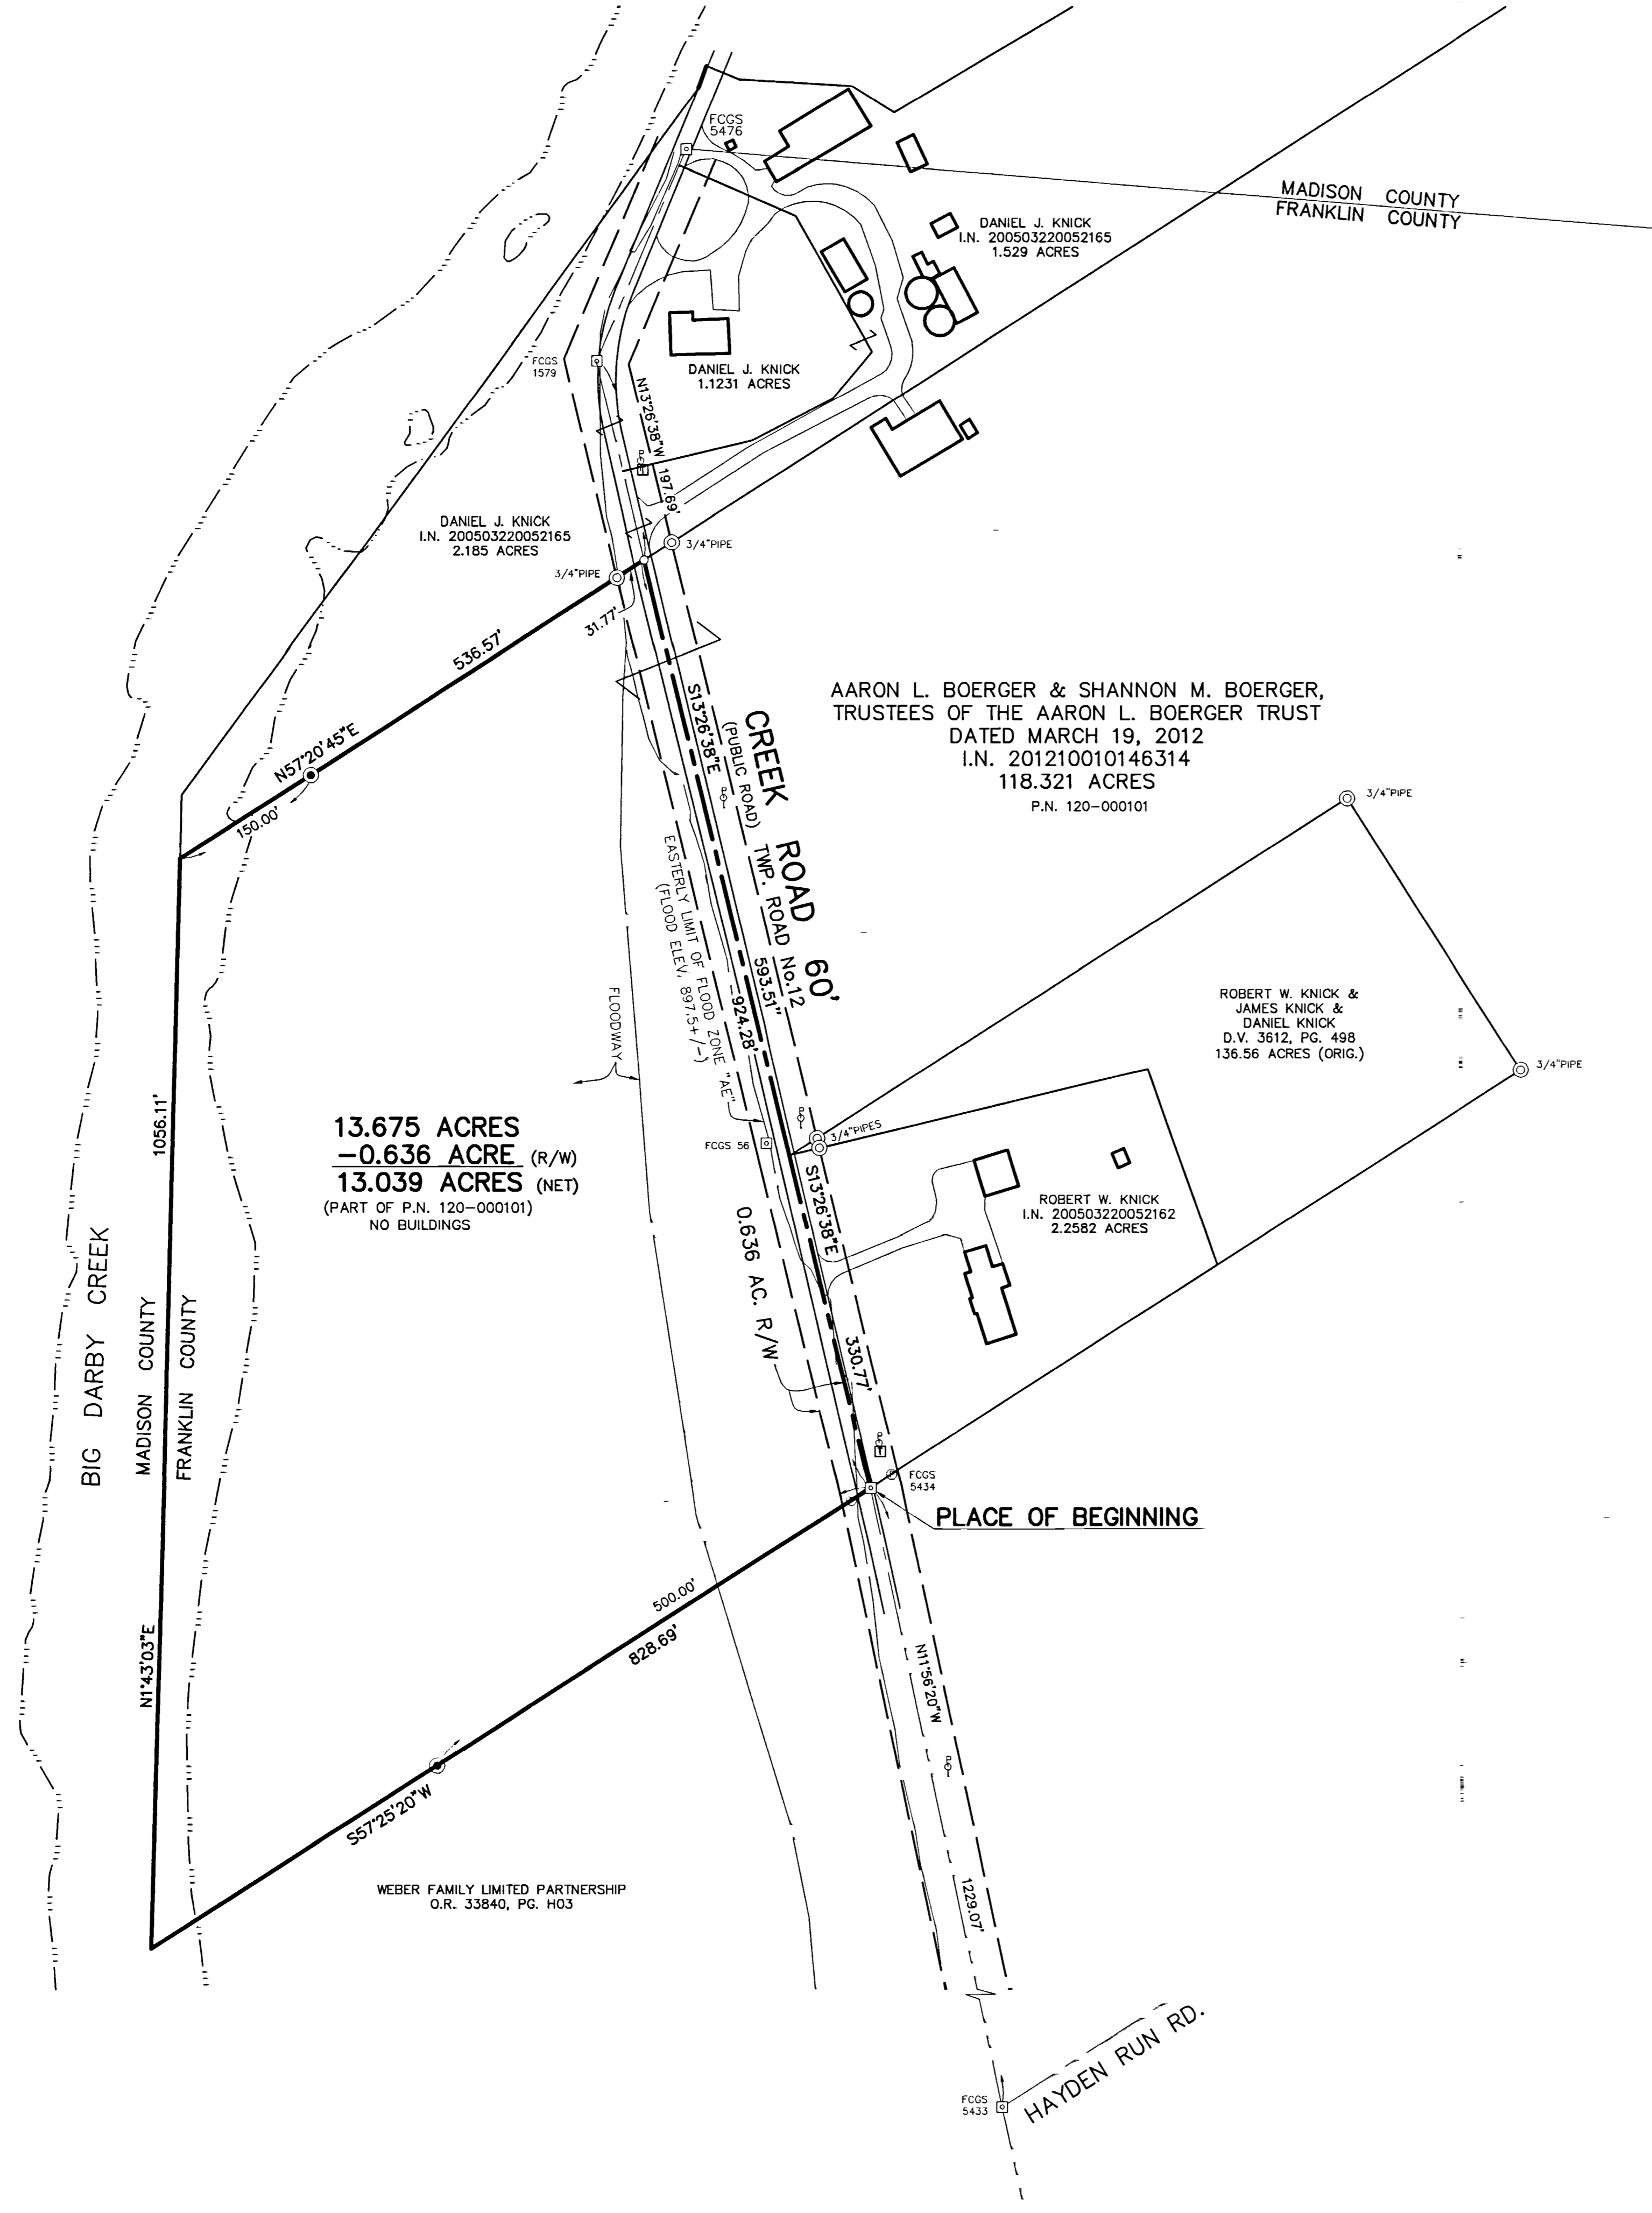 FCGS
5476
MADISON COUNTY
FRANKLIN COUNTY
DANIEL J. KNICK
I.N. 200503220052165
1.529 ACRES
FCGS
1579
DANIEL J. KNICK
1.1231 ACRES
N13°26'38"W 197.69'
DANIEL J. KNICK
I.N. 200503220052165
2.185 ACRES
3/4"PIPE
3/4"PIPE
31.77'
536.57'
N57°20'45"E
150.00'
S13°26'38"E
CREEK ROAD 60'
(PUBLIC ROAD) TWP. ROAD No.12
593.51"
924.28'
AARON L. BOERGER & SHANNON M. BOERGER,
TRUSTEES OF THE AARON L. BOERGER TRUST
DATED MARCH 19, 2012
I.N. 201210010146314
118.321 ACRES
P.N. 120-000101
3/4"PIPE
EASTERLY LIMIT OF FLOOD ZONE "AE"
(FLOOD ELEV. 897.5+/-)
FLOODWAY
ROBERT W. KNICK &
JAMES KNICK &
DANIEL KNICK
D.V. 3612, PG. 498
136.56 ACRES (ORIG.)
3/4"PIPE
1056.11'
13.675 ACRES
-0.636 ACRE (R/W)
13.039 ACRES (NET)
(PART OF P.N. 120-000101)
NO BUILDINGS
FCGS 56
3/4"PIPES
S13°26'38"E
ROBERT W. KNICK
I.N. 200503220052162
2.2582 ACRES
0.636 AC. R/W
330.77'
BIG DARBY CREEK
MADISON COUNTY
FRANKLIN COUNTY
P
P
P
P
P
FCGS
5434
PLACE OF BEGINNING
500.00'
828.69'
N1°43'03"E
S57°25'20"W
N11°56'20"W
WEBER FAMILY LIMITED PARTNERSHIP
O.R. 33840, PG. H03
1229.07'
HAYDEN RUN RD.
FCGS
5433